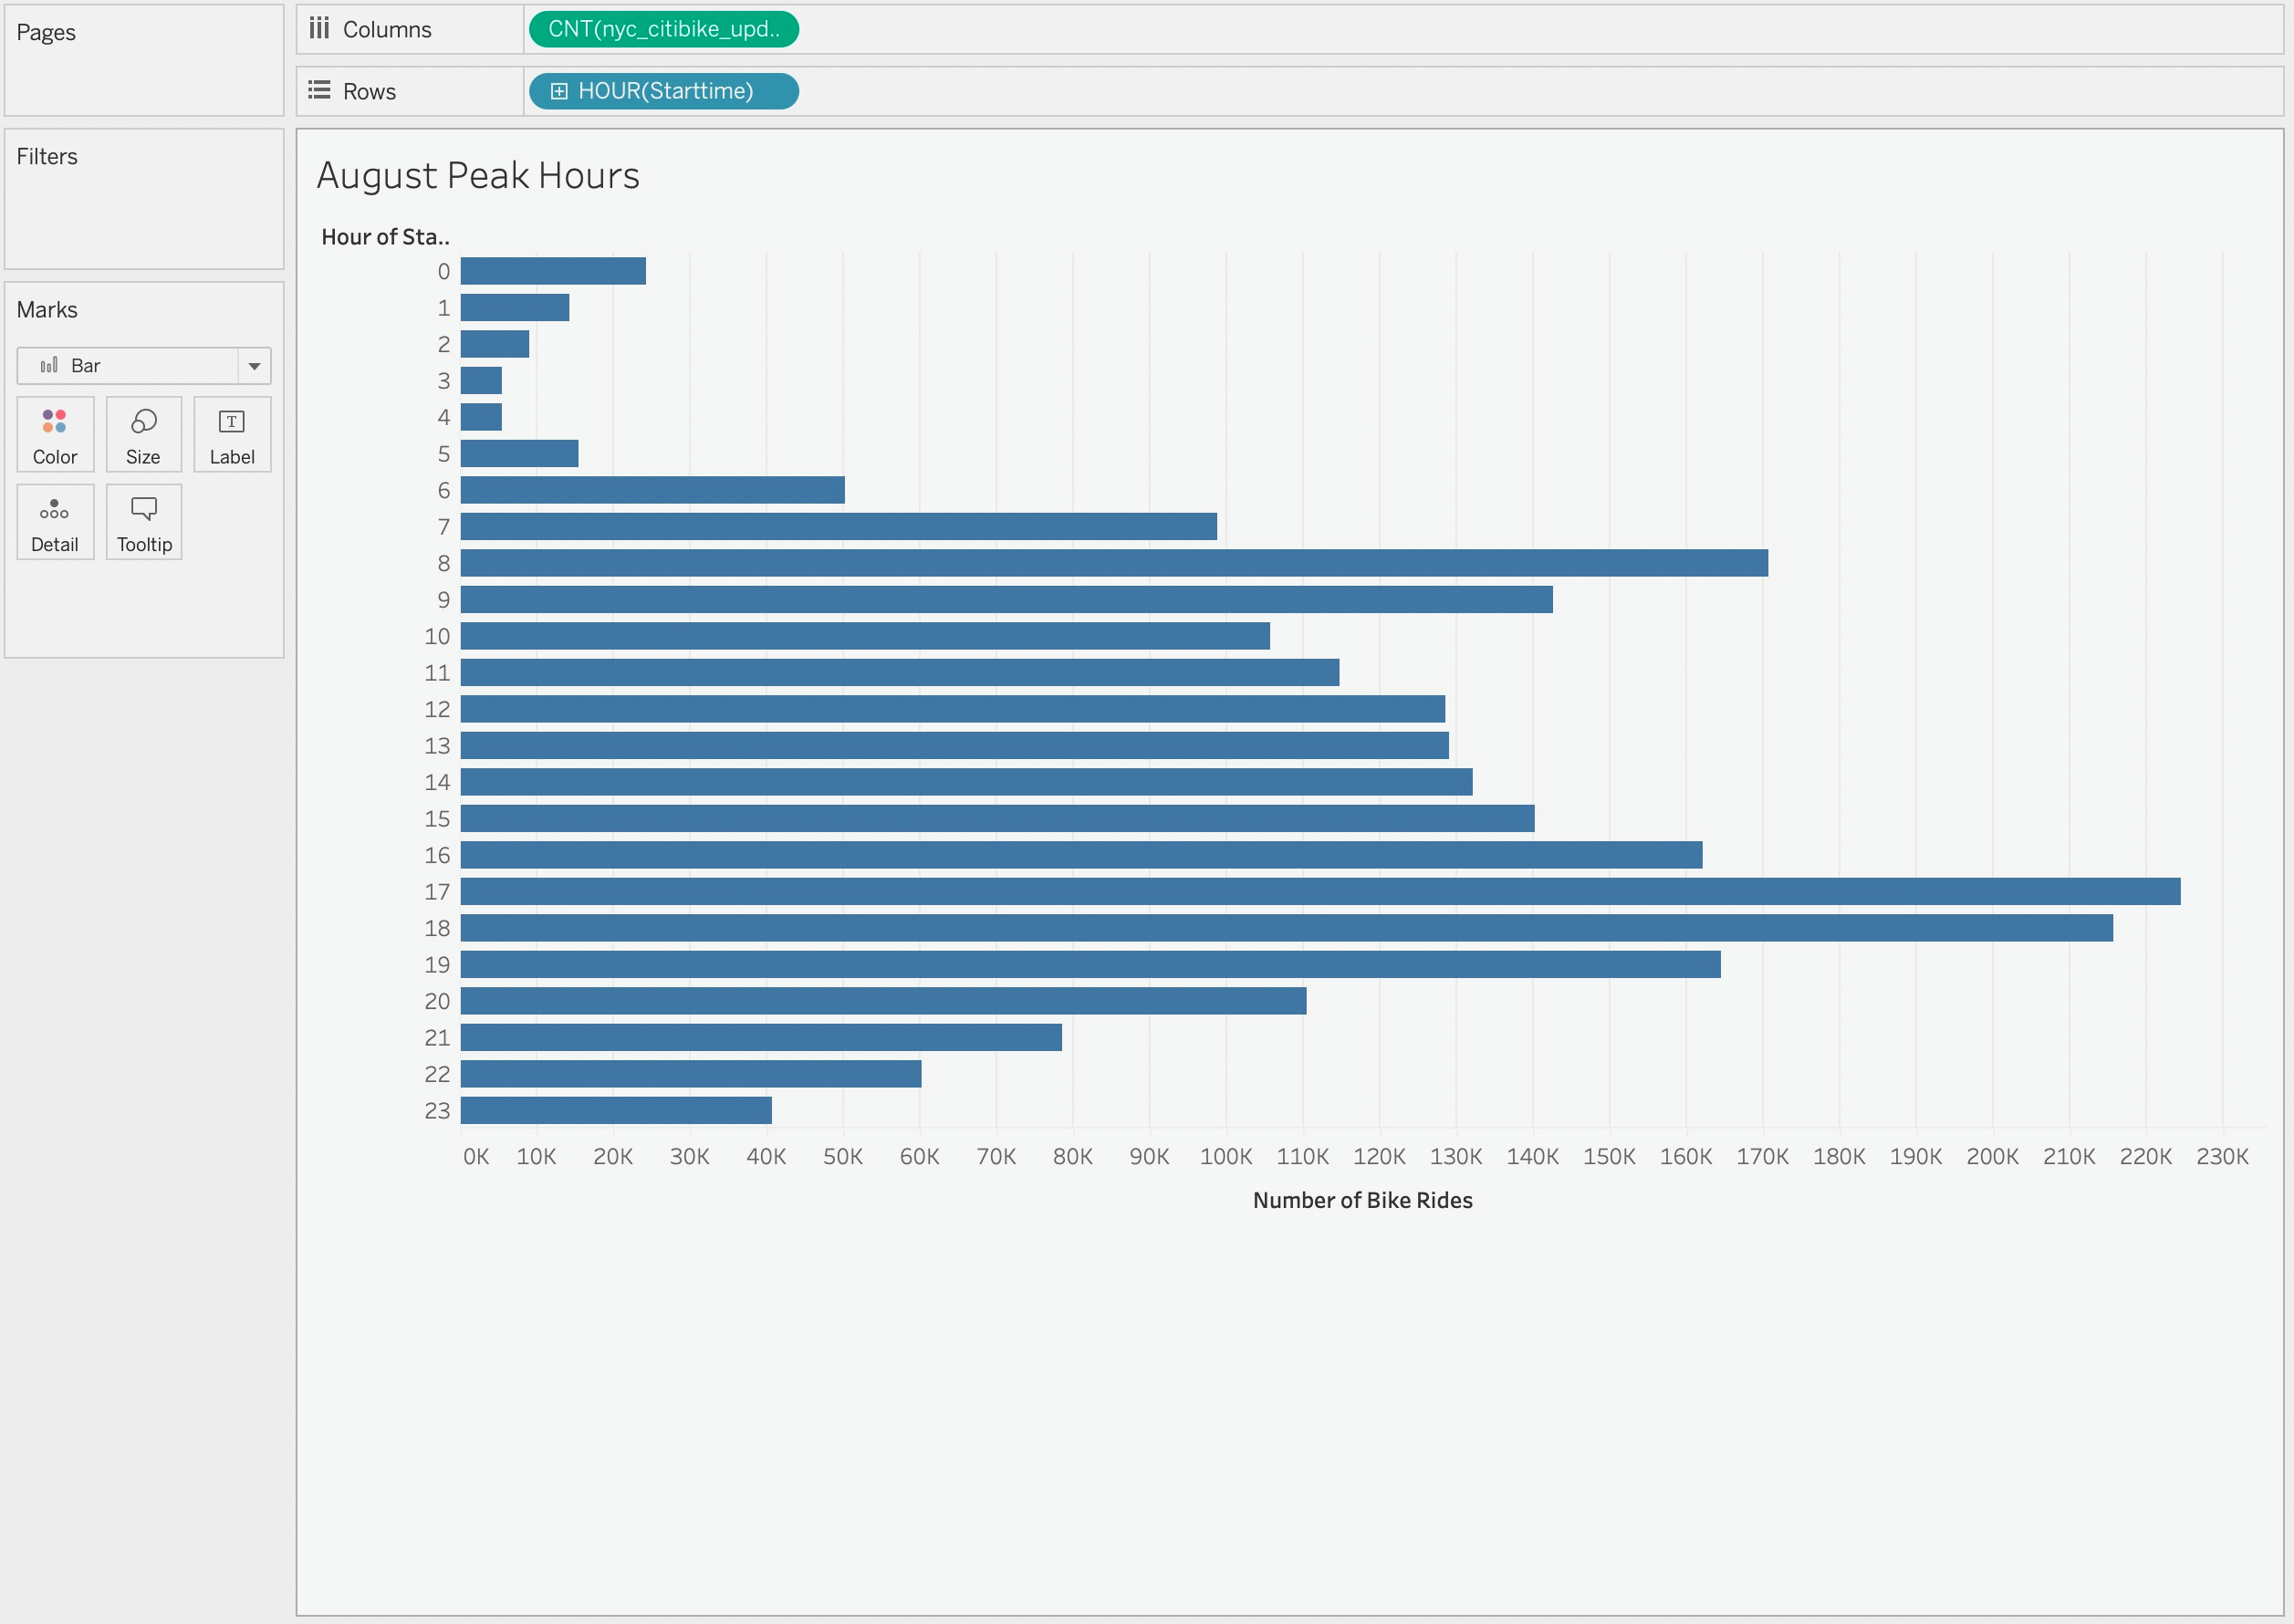 Pages
Columns
CNT(nyc_citibike_upd..
Rows
HOUR(Starttime)
Filters
Marks
Bar
Color
Size
T
Label
Detail
Tooltip
August Peak Hours
Hour of Sta..
0
1
2
3
4
5
6
7
8
9
10
11
12
13
14
15
16
17
18
19
20
21
22
23
0K 10K 20K 30K 40K 50K 60K 70K 80K 90K 100K 110K 120K 130K 140K 150K 160K 170K 180K 190K 200K 210K 220K 230K
Number of Bike Rides